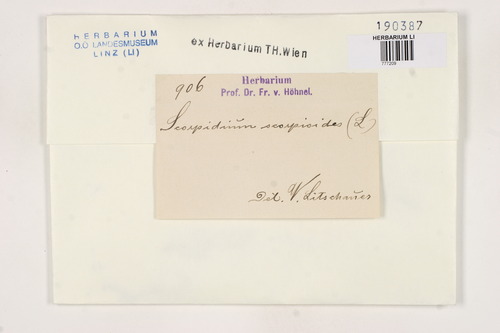 HERBARIUM
O.Ö. LANDESMUSEUM
LINZ (LI)
ex Herbarium TH.Wien
190387
HERBARIUM LI
777209
906
Herbarium
Prof. Dr. Fr. v. Höhnel.
Scorpidium scorpioides (L)
Det. V. Litschauer